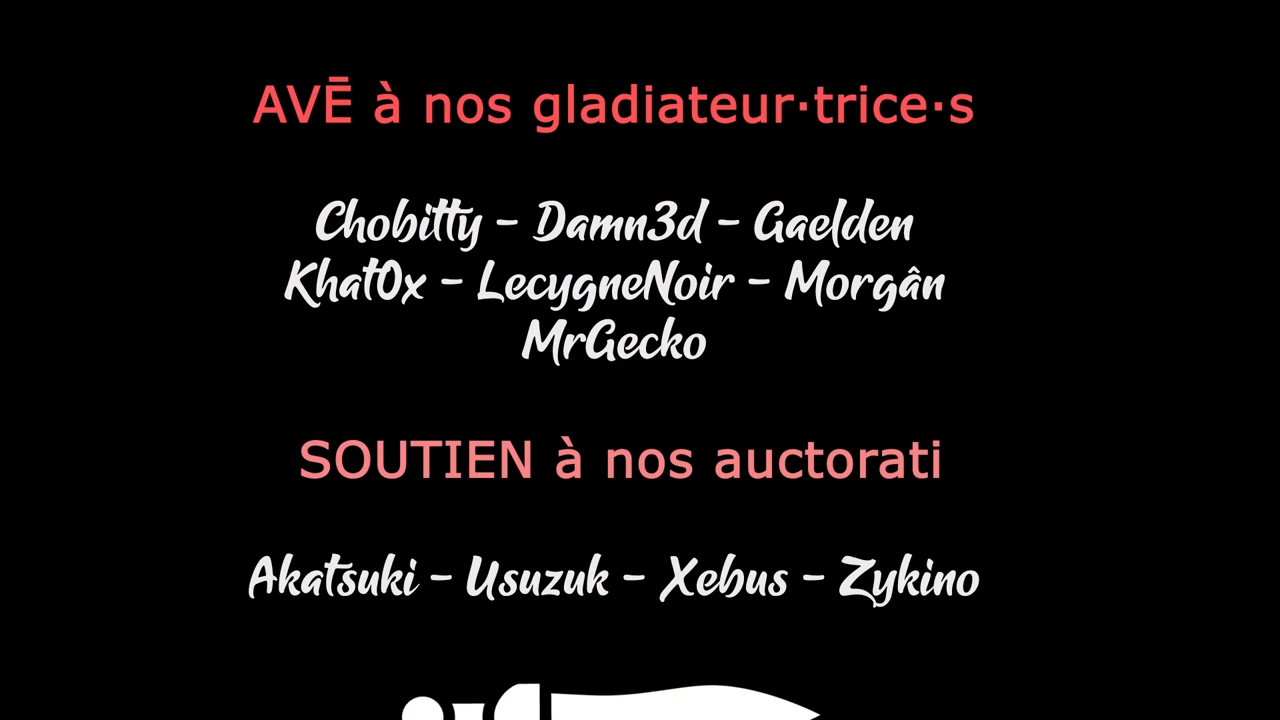 AVĒ à nos gladiateur·trice·s
Chobitty - Damn3d - Gaelden
Khat0x - LecygneNoir - Morgân
MrGecko
SOUTIEN à nos auctorati
Akatsuki - Usuzuk - Xebus - Zykino